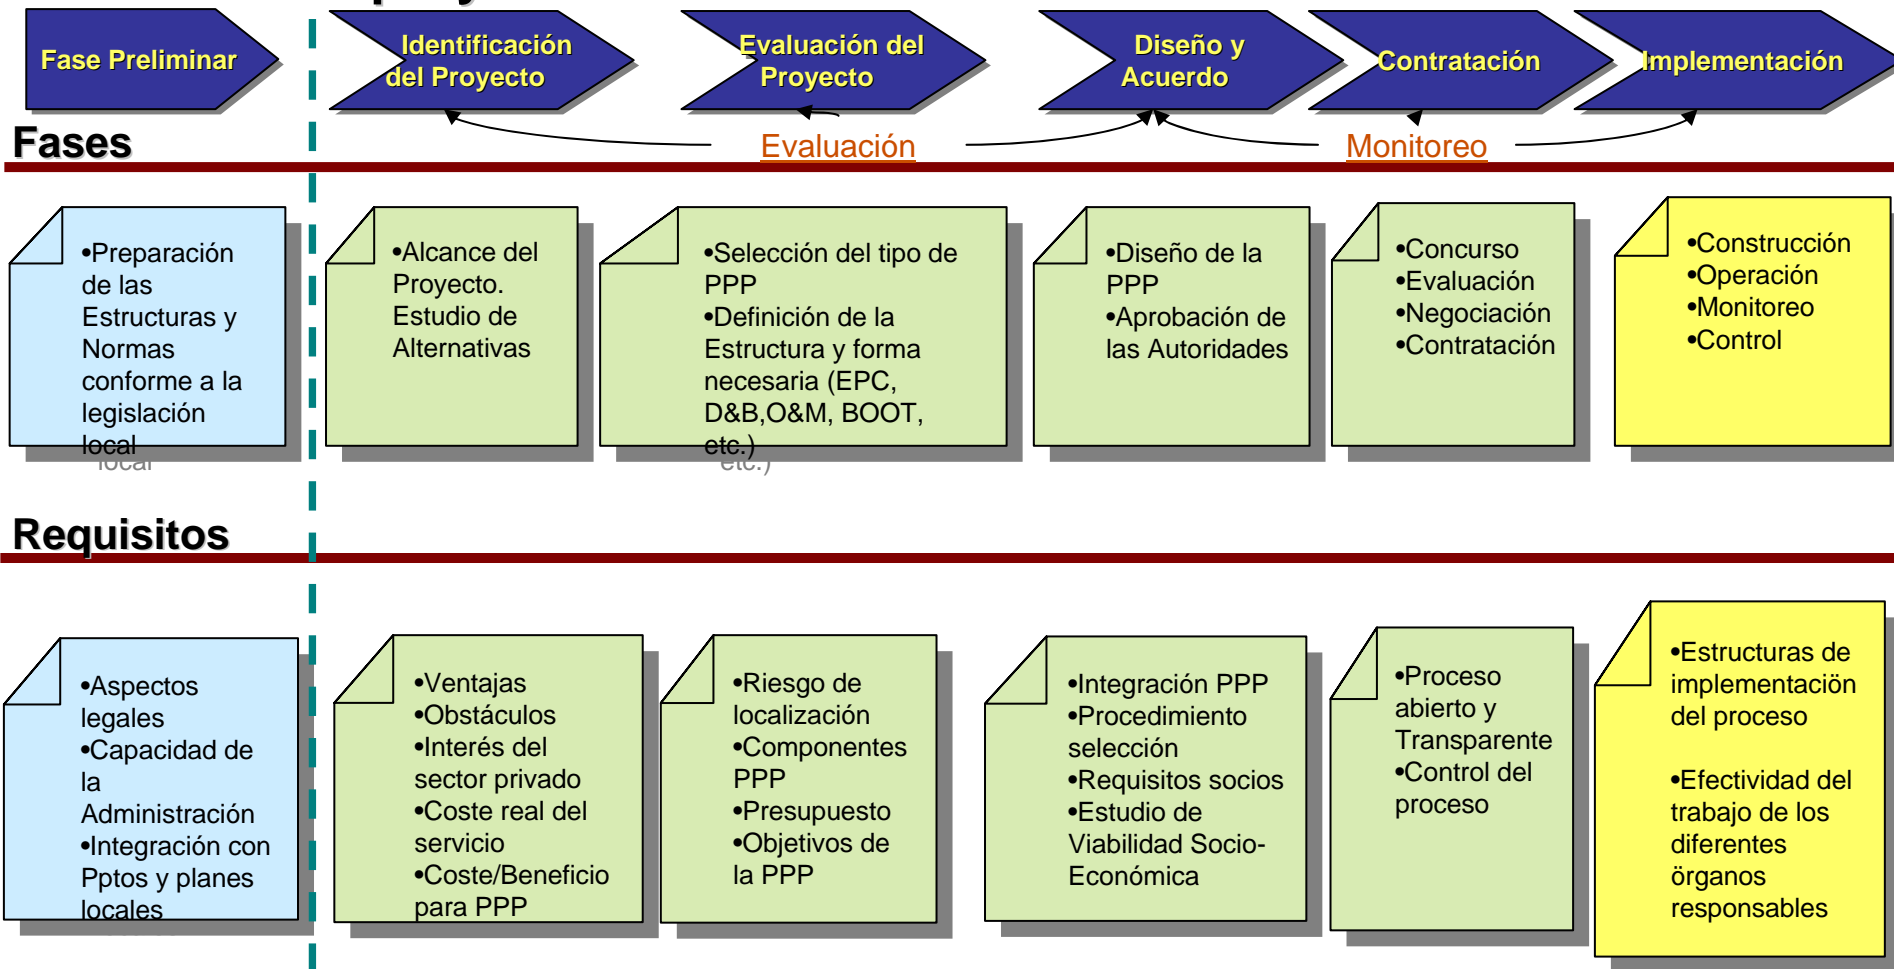 Fase Preliminar
Identificación
del Proyecto
Evaluación del
Proyecto
Diseño y
Acuerdo
Contratación
Implementación
Fases
Evaluación
Monitoreo
•Preparación
de las
Estructuras y
Normas
conforme a la
legislación
local
•Alcance del
Proyecto.
Estudio de
Alternativas
•Selección del tipo de
PPP
•Definición de la
Estructura y forma
necesaria (EPC,
D&B,O&M, BOOT,
etc.)
•Diseño de la
PPP
•Aprobación de
las Autoridades
•Concurso
•Evaluación
•Negociación
•Contratación
•Construcción
•Operación
•Monitoreo
•Control
Requisitos
•Aspectos
legales
•Capacidad de
la
Administración
•Integración con
Pptos y planes
locales
•Ventajas
•Obstáculos
•Interés del
sector privado
•Coste real del
servicio
•Coste/Beneficio
para PPP
•Riesgo de
localización
•Componentes
PPP
•Presupuesto
•Objetivos de
la PPP
•Integración PPP
•Procedimiento
selección
•Requisitos socios
•Estudio de
Viabilidad Socio-
Económica
•Proceso
abierto y
Transparente
•Control del
proceso
•Estructuras de
implementaciön
del proceso
•Efectividad del
trabajo de los
diferentes
örganos
responsables